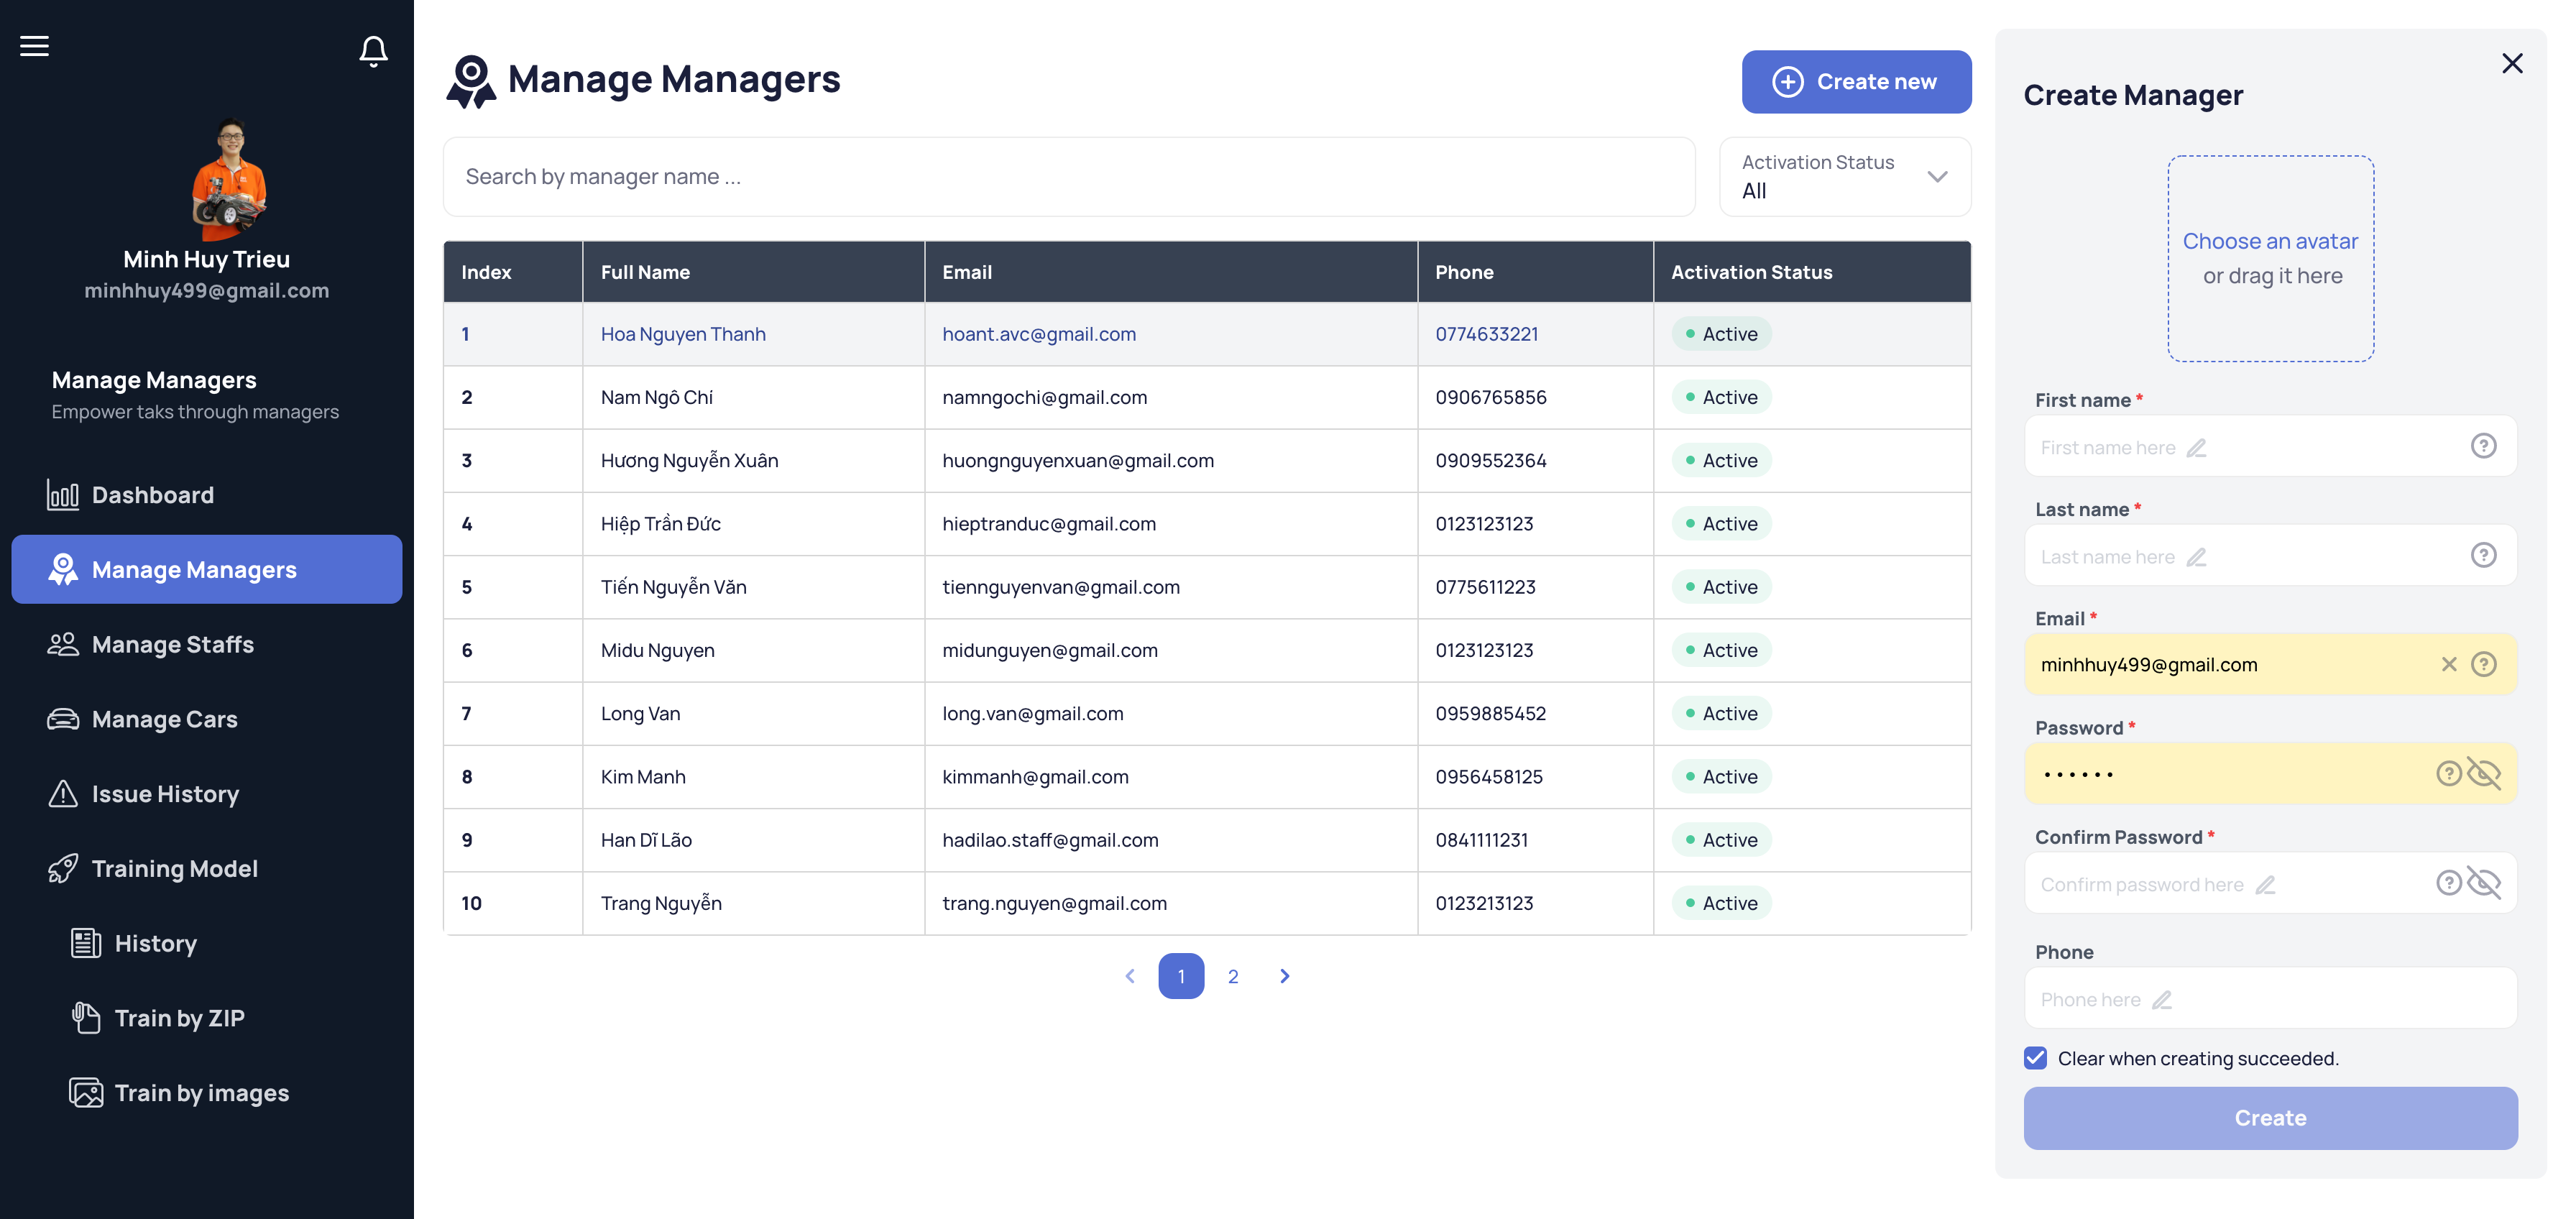 Minh Huy Trieu
minhhuy499@gmail.com
Manage Managers
Empower taks through managers
Dashboard
Manage Managers
Manage Staffs
Manage Cars
Issue History
Training Model
History
Train by ZIP
Train by images
Manage Managers
Create new
Search by manager name ...
Activation Status
All
Index Full Name Email Phone Activation Status
1 Hoa Nguyen Thanh hoant.avc@gmail.com 0774633221 Active
2 Nam Ngô Chí namngochi@gmail.com 0906765856 Active
3 Hương Nguyễn Xuân huongnguyenxuan@gmail.com 0909552364 Active
4 Hiệp Trần Đức hieptranduc@gmail.com 0123123123 Active
5 Tiến Nguyễn Văn tiennguyenvan@gmail.com 0775611223 Active
6 Midu Nguyen midunguyen@gmail.com 0123123123 Active
7 Long Van long.van@gmail.com 0959885452 Active
8 Kim Manh kimmanh@gmail.com 0956458125 Active
9 Han Dĩ Lão hadilao.staff@gmail.com 0841111231 Active
10 Trang Nguyễn trang.nguyen@gmail.com 0123213123 Active
1 2
Create Manager
Choose an avatar
or drag it here
First name *
First name here
Last name *
Last name here
Email *
minhhuy499@gmail.com
Password *
••••••
Confirm Password *
Confirm password here
Phone
Phone here
Clear when creating succeeded.
Create